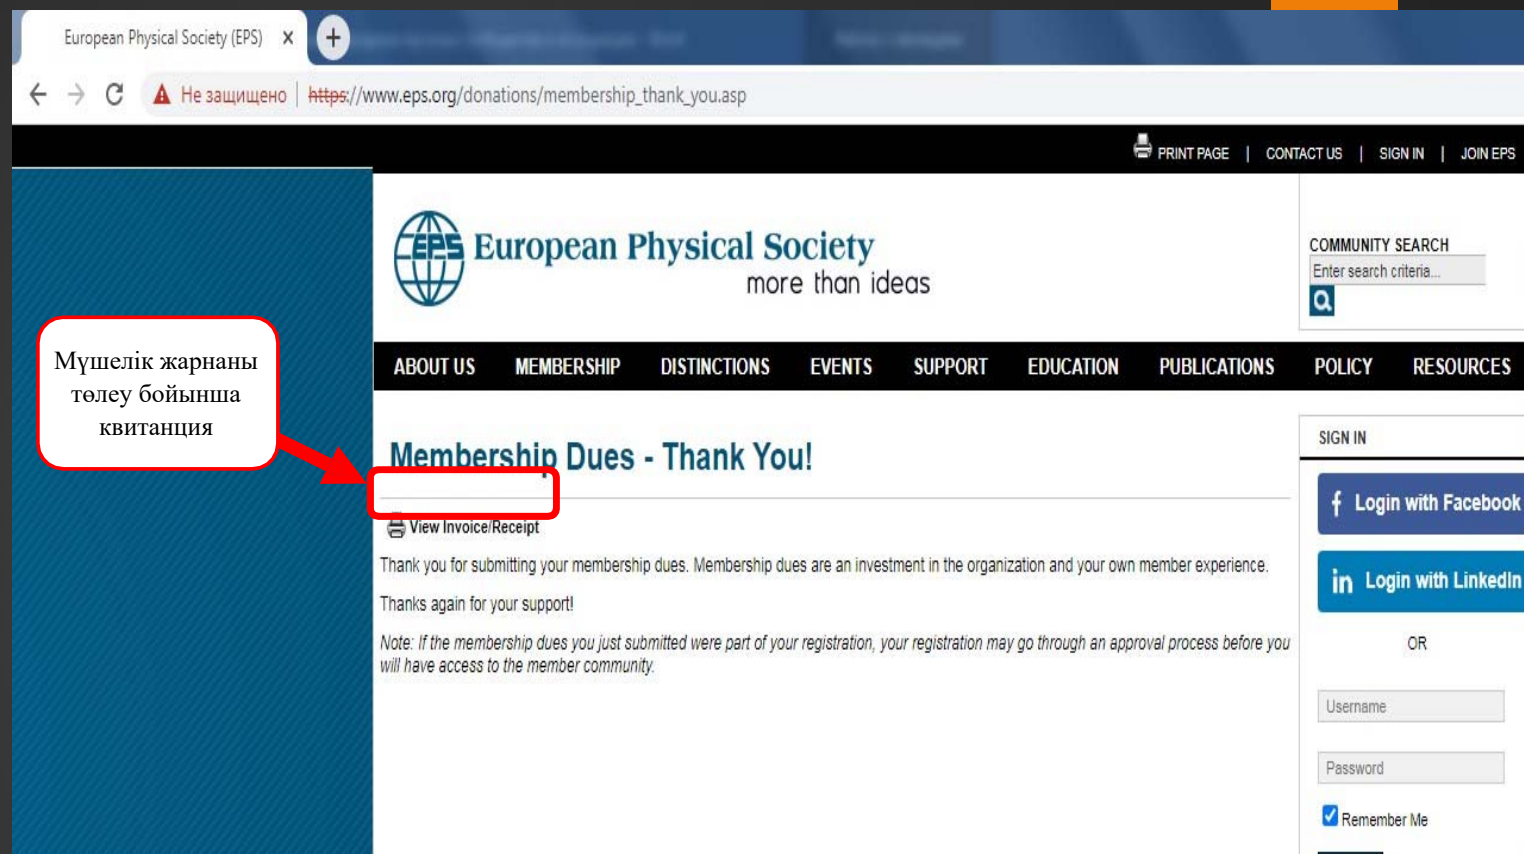 European Physical Society (EPS)
Не защищено | https://www.eps.org/donations/membership_thank_you.asp
PRINT PAGE | CONTACT US | SIGN IN | JOIN EPS
EPS European Physical Society
more than ideas
COMMUNITY SEARCH
Enter search criteria...
Мүшелік жарнаны
төлеу бойынша
квитанция
ABOUT US MEMBERSHIP DISTINCTIONS EVENTS SUPPORT EDUCATION PUBLICATIONS POLICY RESOURCES
Membership Dues - Thank You!
View Invoice/Receipt
Thank you for submitting your membership dues. Membership dues are an investment in the organization and your own member experience.
Thanks again for your support!
Note: If the membership dues you just submitted were part of your registration, your registration may go through an approval process before you
will have access to the member community.
SIGN IN
f Login with Facebook
in Login with LinkedIn
OR
Username
Password
Remember Me